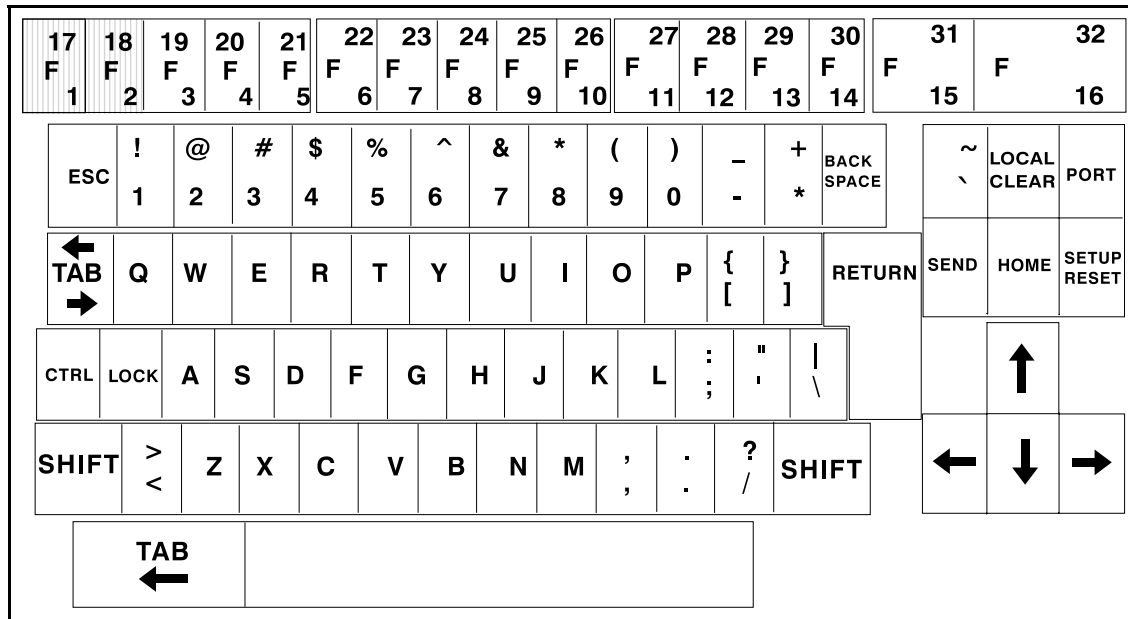 17 18 19 20 21 22 23 24 25 26 27 28 29 30 31 32
F F F F F F F F F F F F F F F F
1 2 3 4 5 6 7 8 9 10 11 12 13 14 15 16
! @ # $ % ^ & * ( ) _ + BACK ~ LOCAL
ESC 1 2 3 4 5 6 7 8 9 0 - * SPACE ` CLEAR PORT
TAB Q W E R T Y U I O P { } RETURN SEND HOME SETUP
[ ] RESET
CTRL LOCK A S D F G H J K L : " |
; ' \
SHIFT > Z X C V B N M , . ? SHIFT
< , . /
TAB